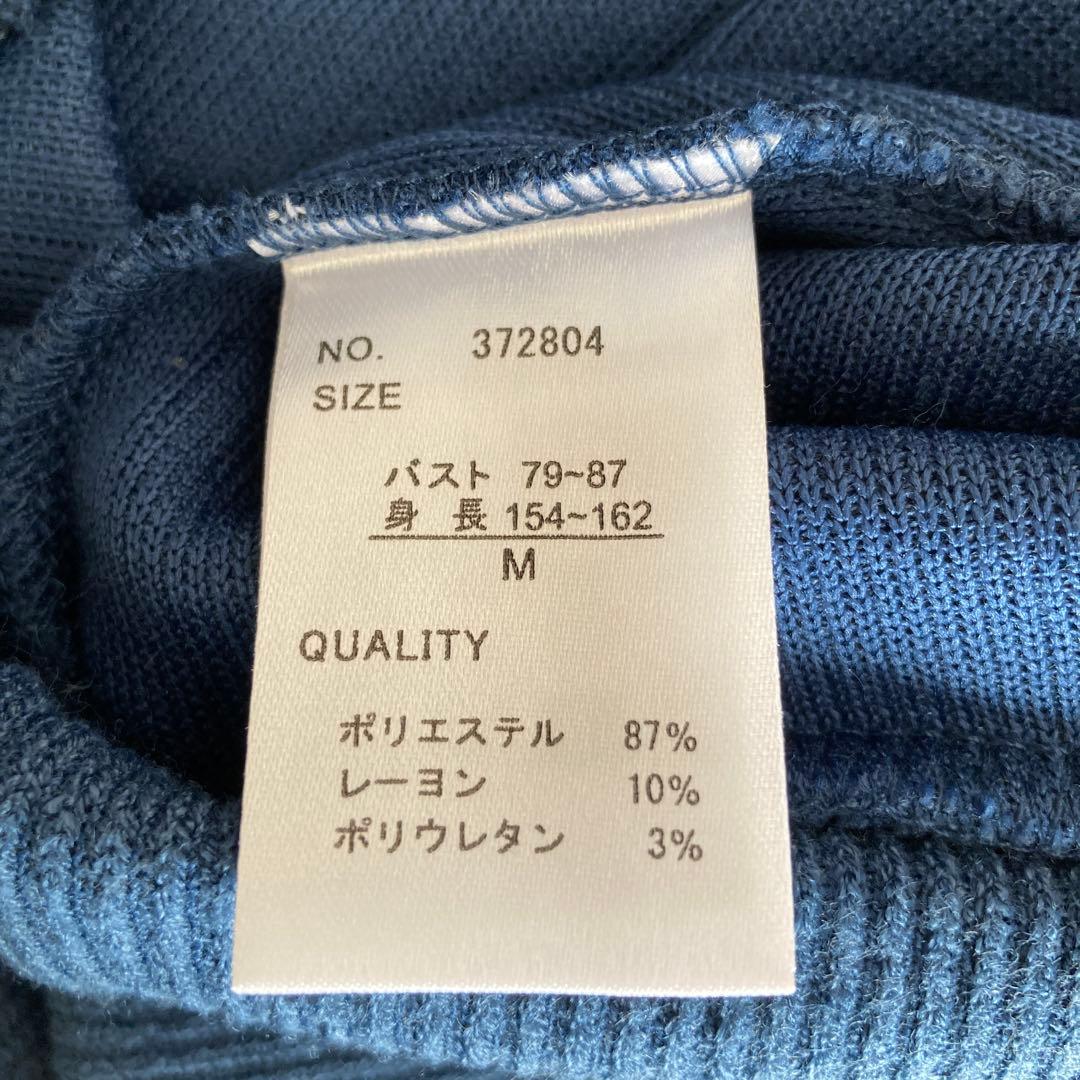 NO. 372804
SIZE
バスト 79~87
身 長 154~162
M
QUALITY
ポリエステル 87%
レーヨン 10%
ポリウレタン 3%